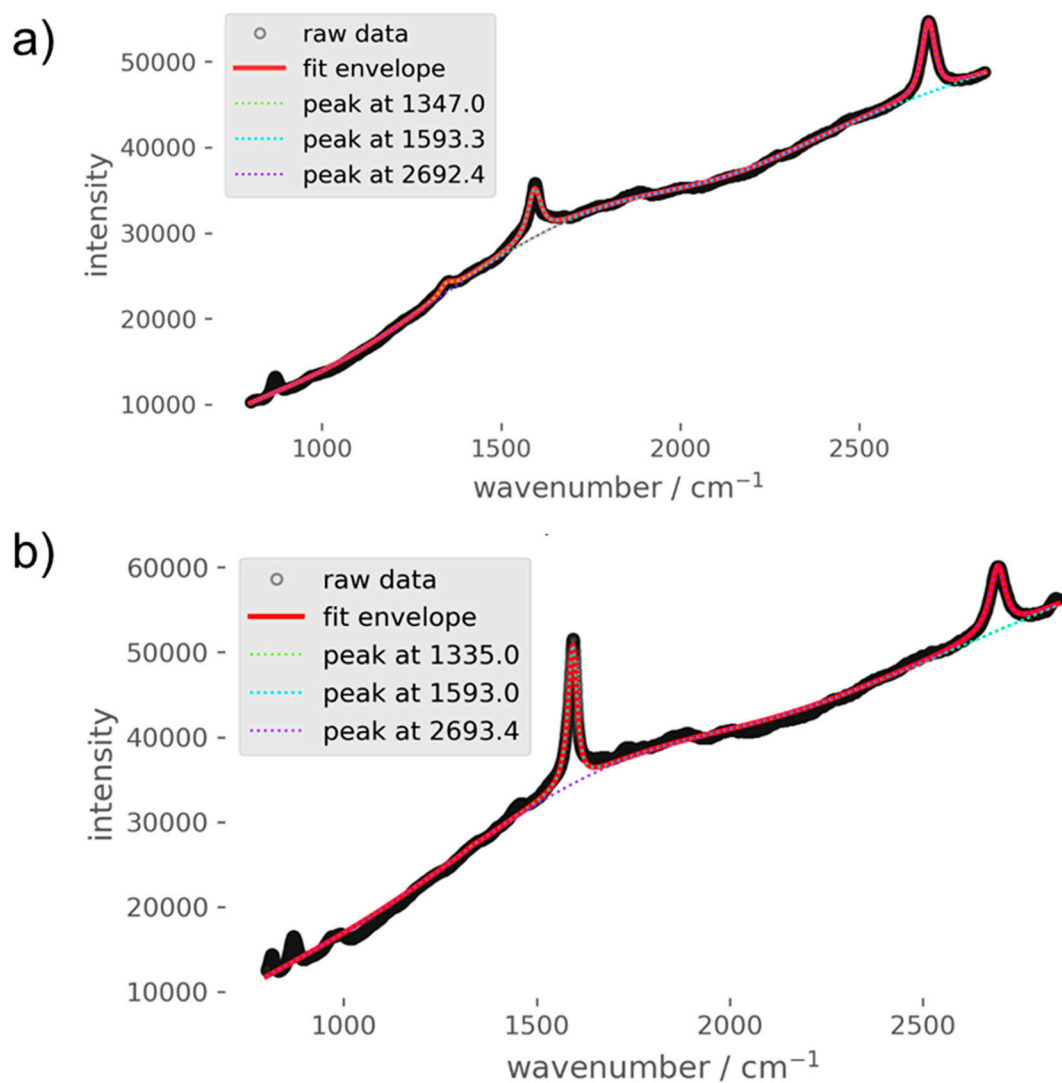 a)
raw data
fit envelope
peak at 1347.0
peak at 1593.3
peak at 2692.4
50000
40000
30000
20000
10000
intensity
1000 1500 2000 2500
wavenumber / cm⁻¹
b)
raw data
fit envelope
peak at 1335.0
peak at 1593.0
peak at 2693.4
60000
50000
40000
30000
20000
10000
intensity
1000 1500 2000 2500
wavenumber / cm⁻¹